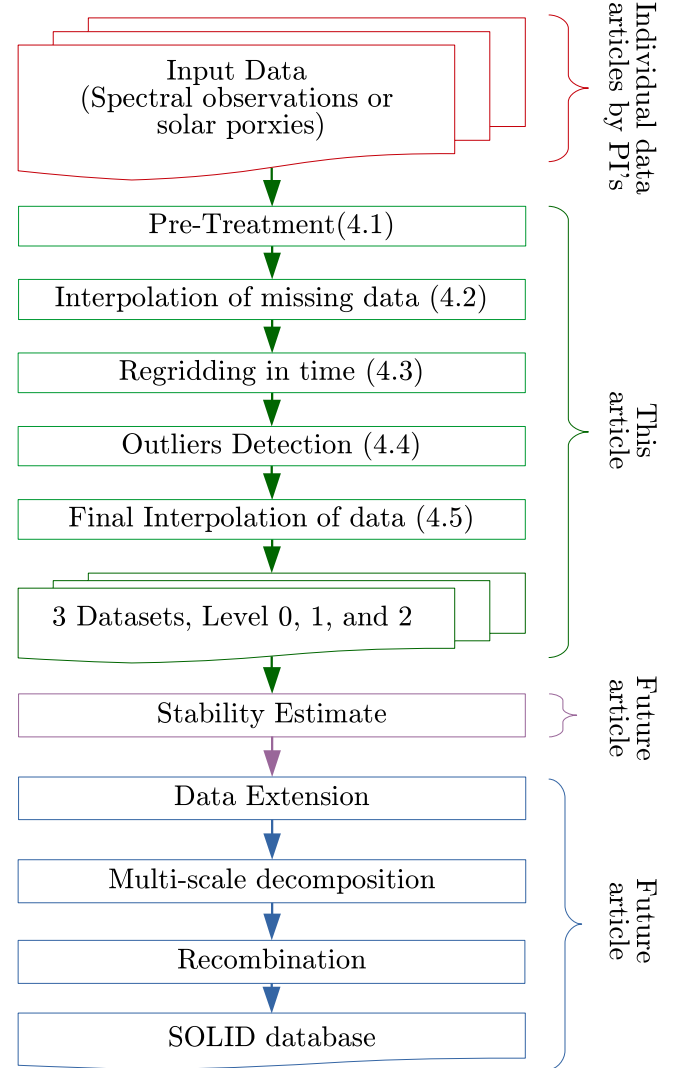 Input Data
(Spectral observations or
solar porxies)
Individual data
articles by PI's
Pre-Treatment(4.1)
Interpolation of missing data (4.2)
Regridding in time (4.3)
Outliers Detection (4.4)
Final Interpolation of data (4.5)
3 Datasets, Level 0, 1, and 2
This
article
Stability Estimate
Future
article
Data Extension
Multi-scale decomposition
Recombination
SOLID database
Future
article